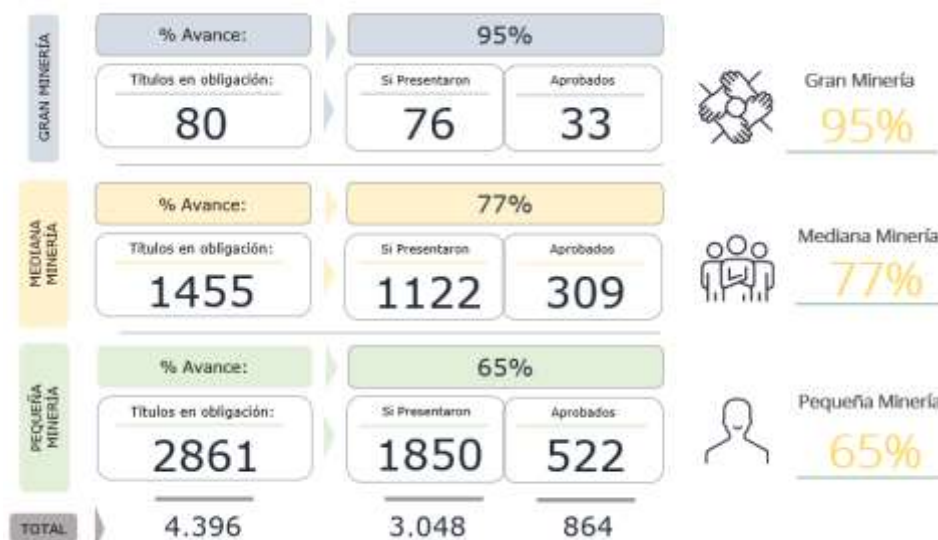 GRAN MINERÍA
% Avance:
95%
Títulos en obligación:
80
Si Presentaron
76
Aprobados
33
Gran Minería
95%
MEDIANA
MINERÍA
% Avance:
77%
Títulos en obligación:
1455
Si Presentaron
1122
Aprobados
309
Mediana Minería
77%
PEQUEÑA
MINERÍA
% Avance:
65%
Títulos en obligación:
2861
Si Presentaron
1850
Aprobados
522
Pequeña Minería
65%
TOTAL
4.396
3.048
864